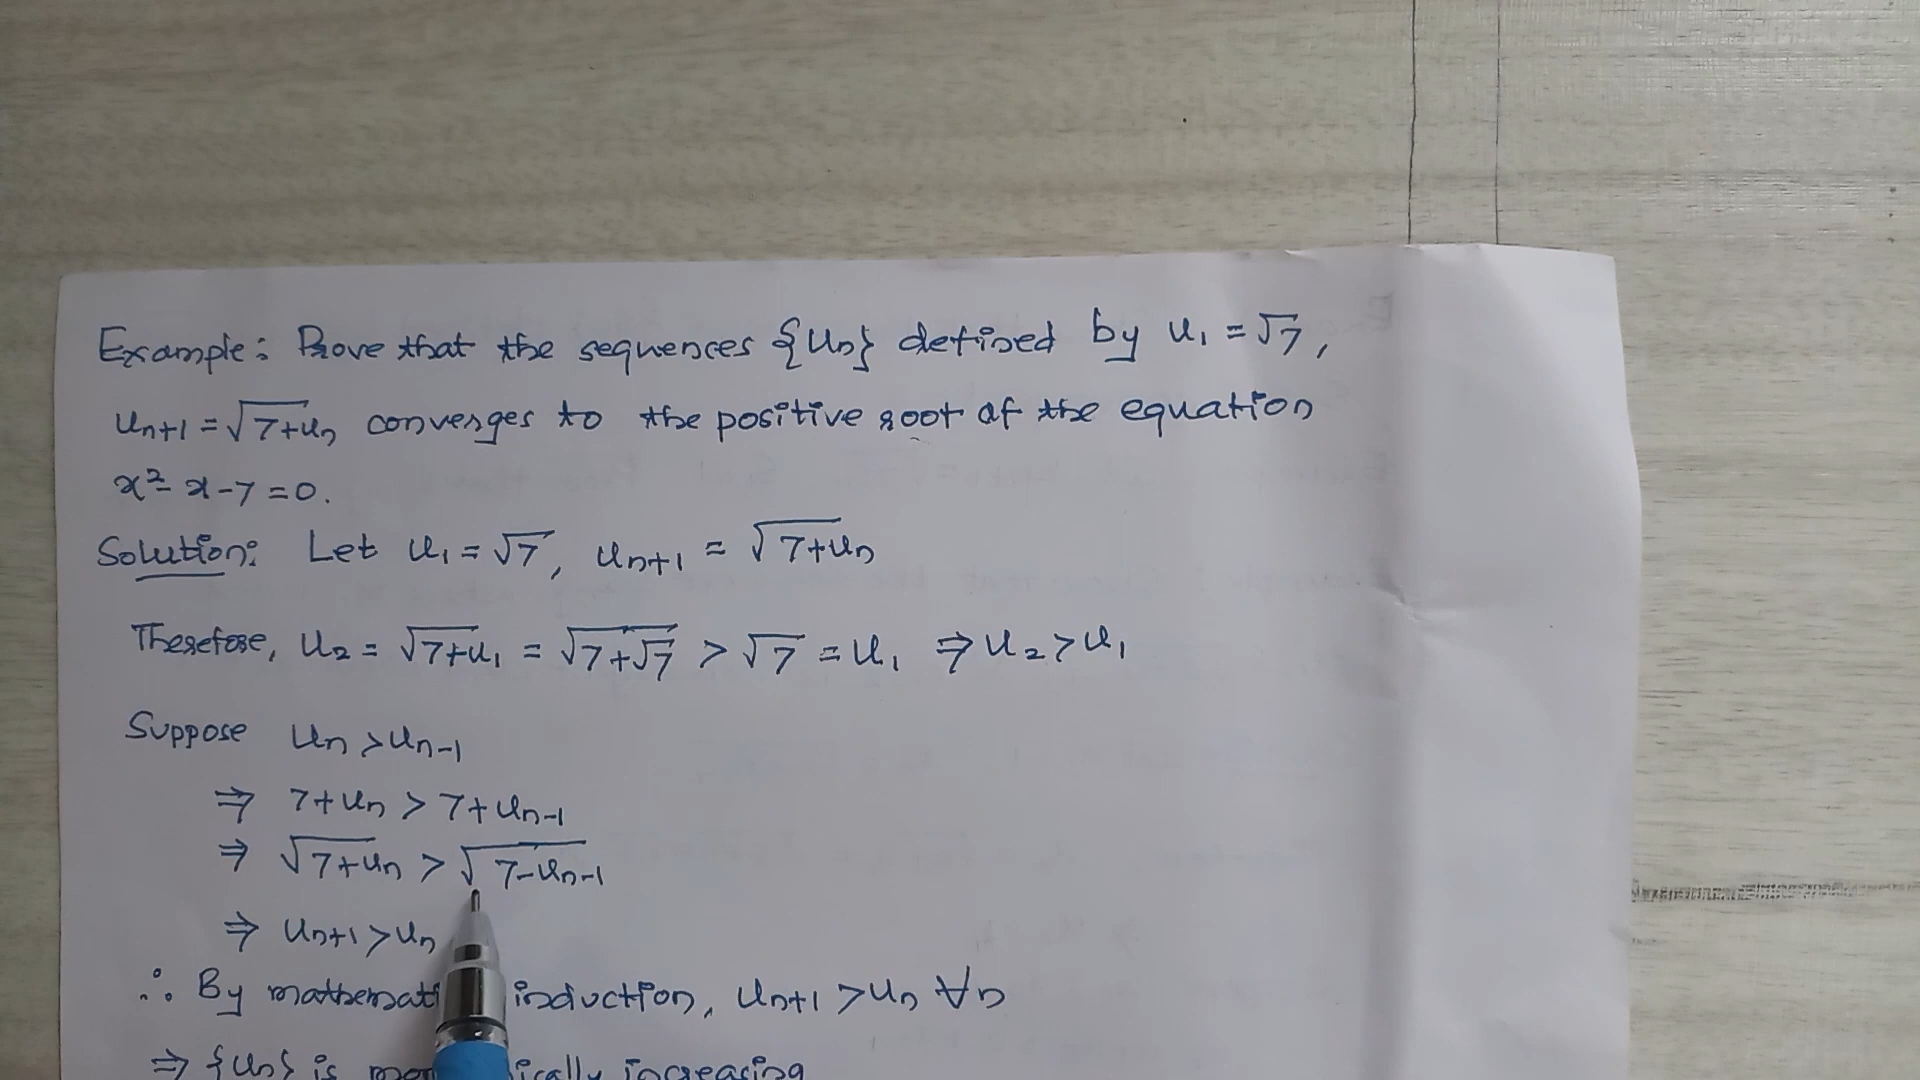 Example: Prove that the sequences {un} defined by u1 = √7,
un+1 = √7+un converges to the positive root of the equation
x² - x - 7 = 0.
Solution: Let u1 = √7, un+1 = √7+un
Therefore, u2 = √7+u1 = √7+√7 > √7 = u1 ⇒ u2 > u1
Suppose un > un-1
⇒ 7+un > 7+un-1
⇒ √7+un > √7-un-1
⇒ un+1 > un
∴ By induction, un+1 > un ∀n
⇒ {un} is increasing